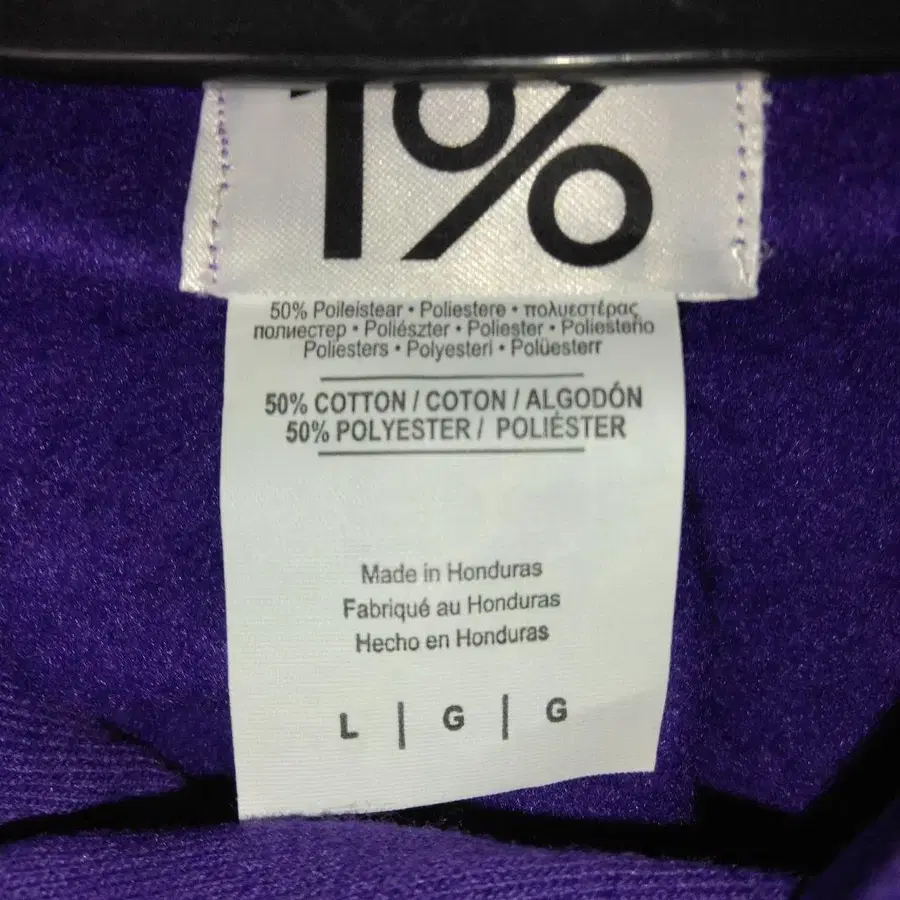 1%
50% Poileistear • Poliestere • πολυεστέρας
полиестер • Poliészter • Poliester • Poliesteño
Poliesters • Polyesteri • Polüesterr
50% COTTON / COTON / ALGODÓN
50% POLYESTER / POLIÉSTER
Made in Honduras
Fabriqué au Honduras
Hecho en Honduras
L | G | G